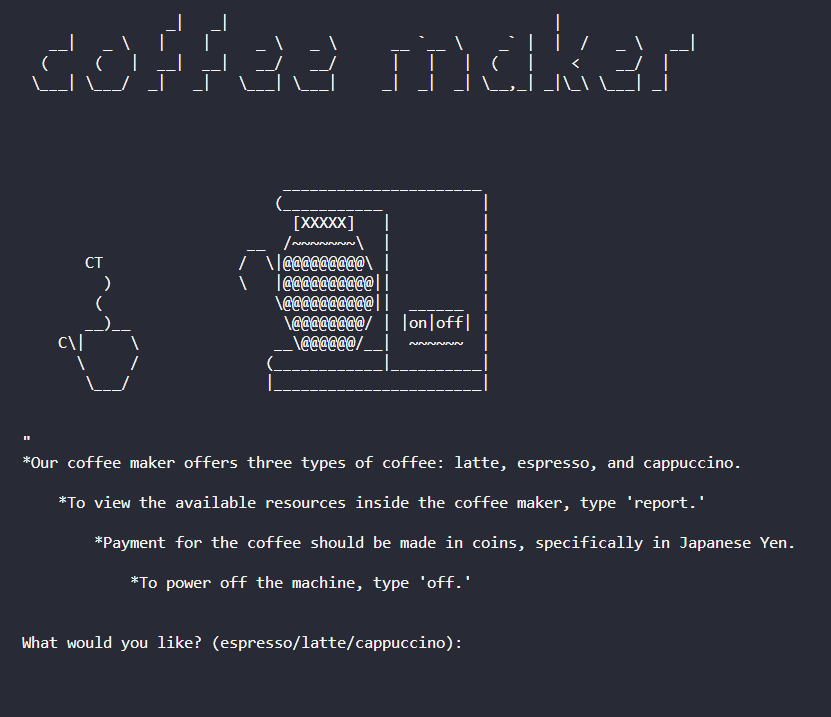 coffee maker
[XXXXX]
CT
|on|off|
"
*Our coffee maker offers three types of coffee: latte, espresso, and cappuccino.
*To view the available resources inside the coffee maker, type 'report.'
*Payment for the coffee should be made in coins, specifically in Japanese Yen.
*To power off the machine, type 'off.'
What would you like? (espresso/latte/cappuccino):